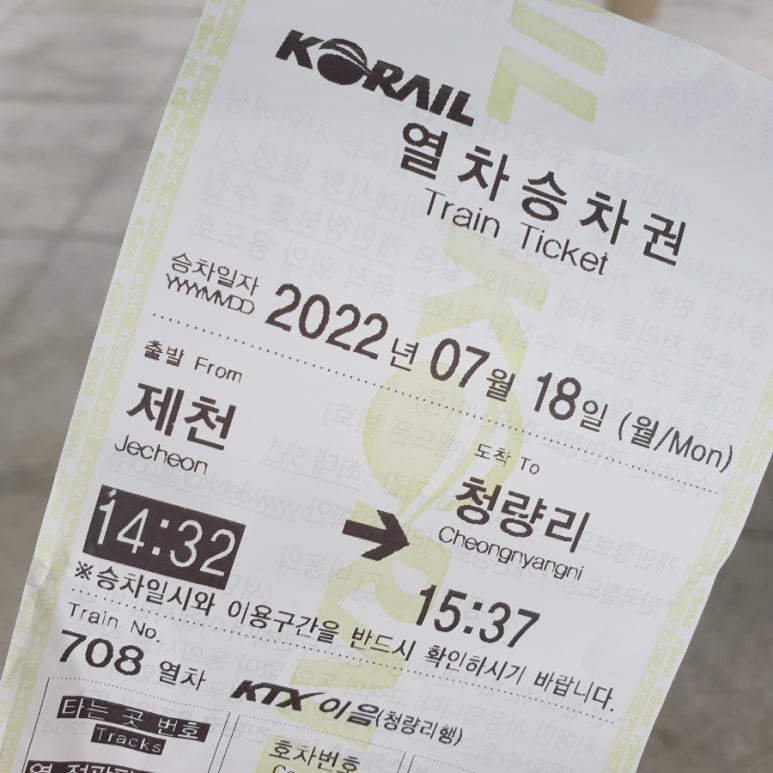 KORAIL
열차승차권
Train Ticket
승차일자
YYYYMMDD
2022년 07월 18일 (월/Mon)
출발 From
제천
Jecheon
14:32
도착 To
청량리
Cheongnyangni
15:37
※승차일시와 이용구간을 반드시 확인하시기 바랍니다.
Train No.
708 열차
KTX이음(청량리행)
타는 곳 번호
Tracks
호차번호